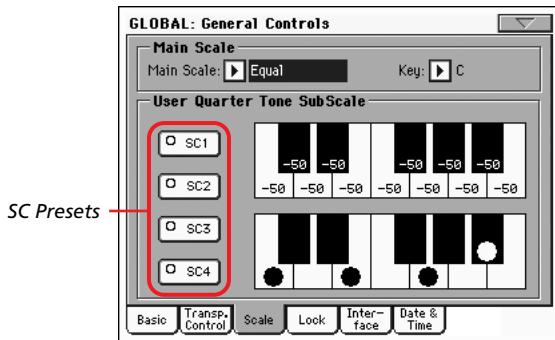 GLOBAL: General Controls
Main Scale
Main Scale: Equal Key: C
User Quarter Tone SubScale
SC1
SC2
SC3
SC4
SC Presets
-50 -50 -50 -50 -50
-50 -50 -50 -50 -50 -50 -50
Basic Transp. Control Scale Lock Inter- face Date & Time